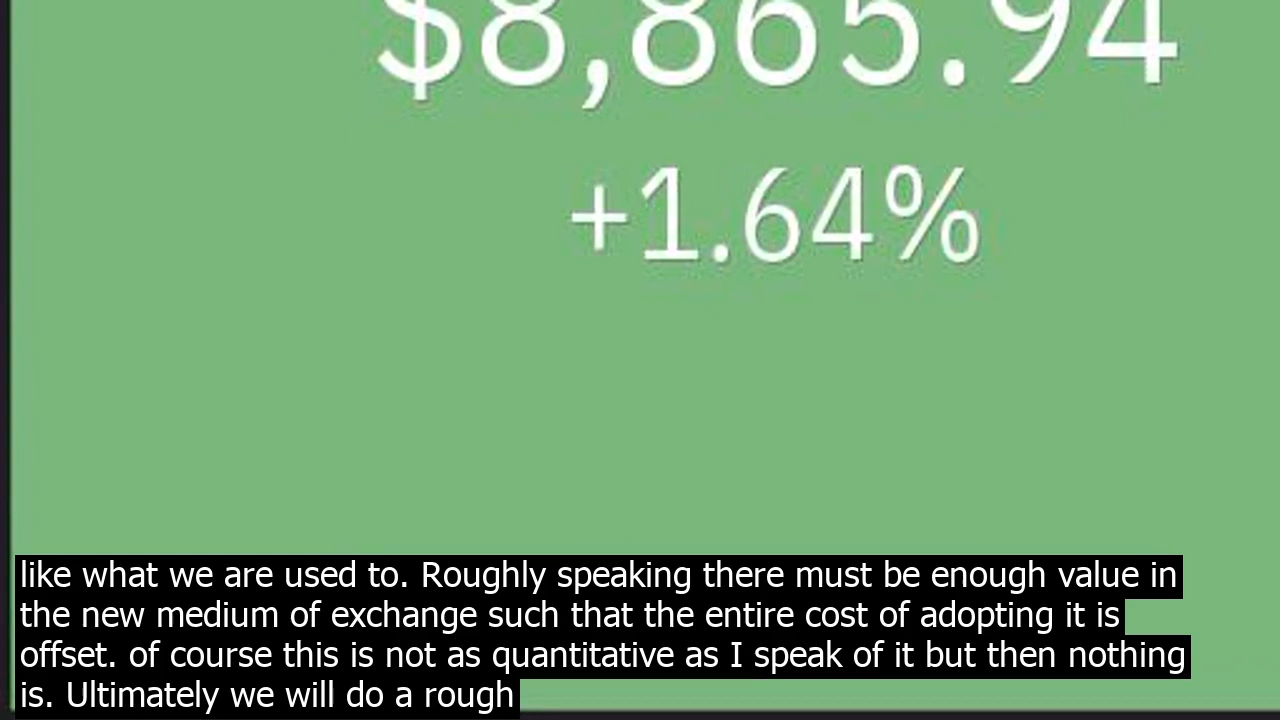 $8,865.94
+1.64%
like what we are used to. Roughly speaking there must be enough value in
the new medium of exchange such that the entire cost of adopting it is
offset. of course this is not as quantitative as I speak of it but then nothing
is. Ultimately we will do a rough